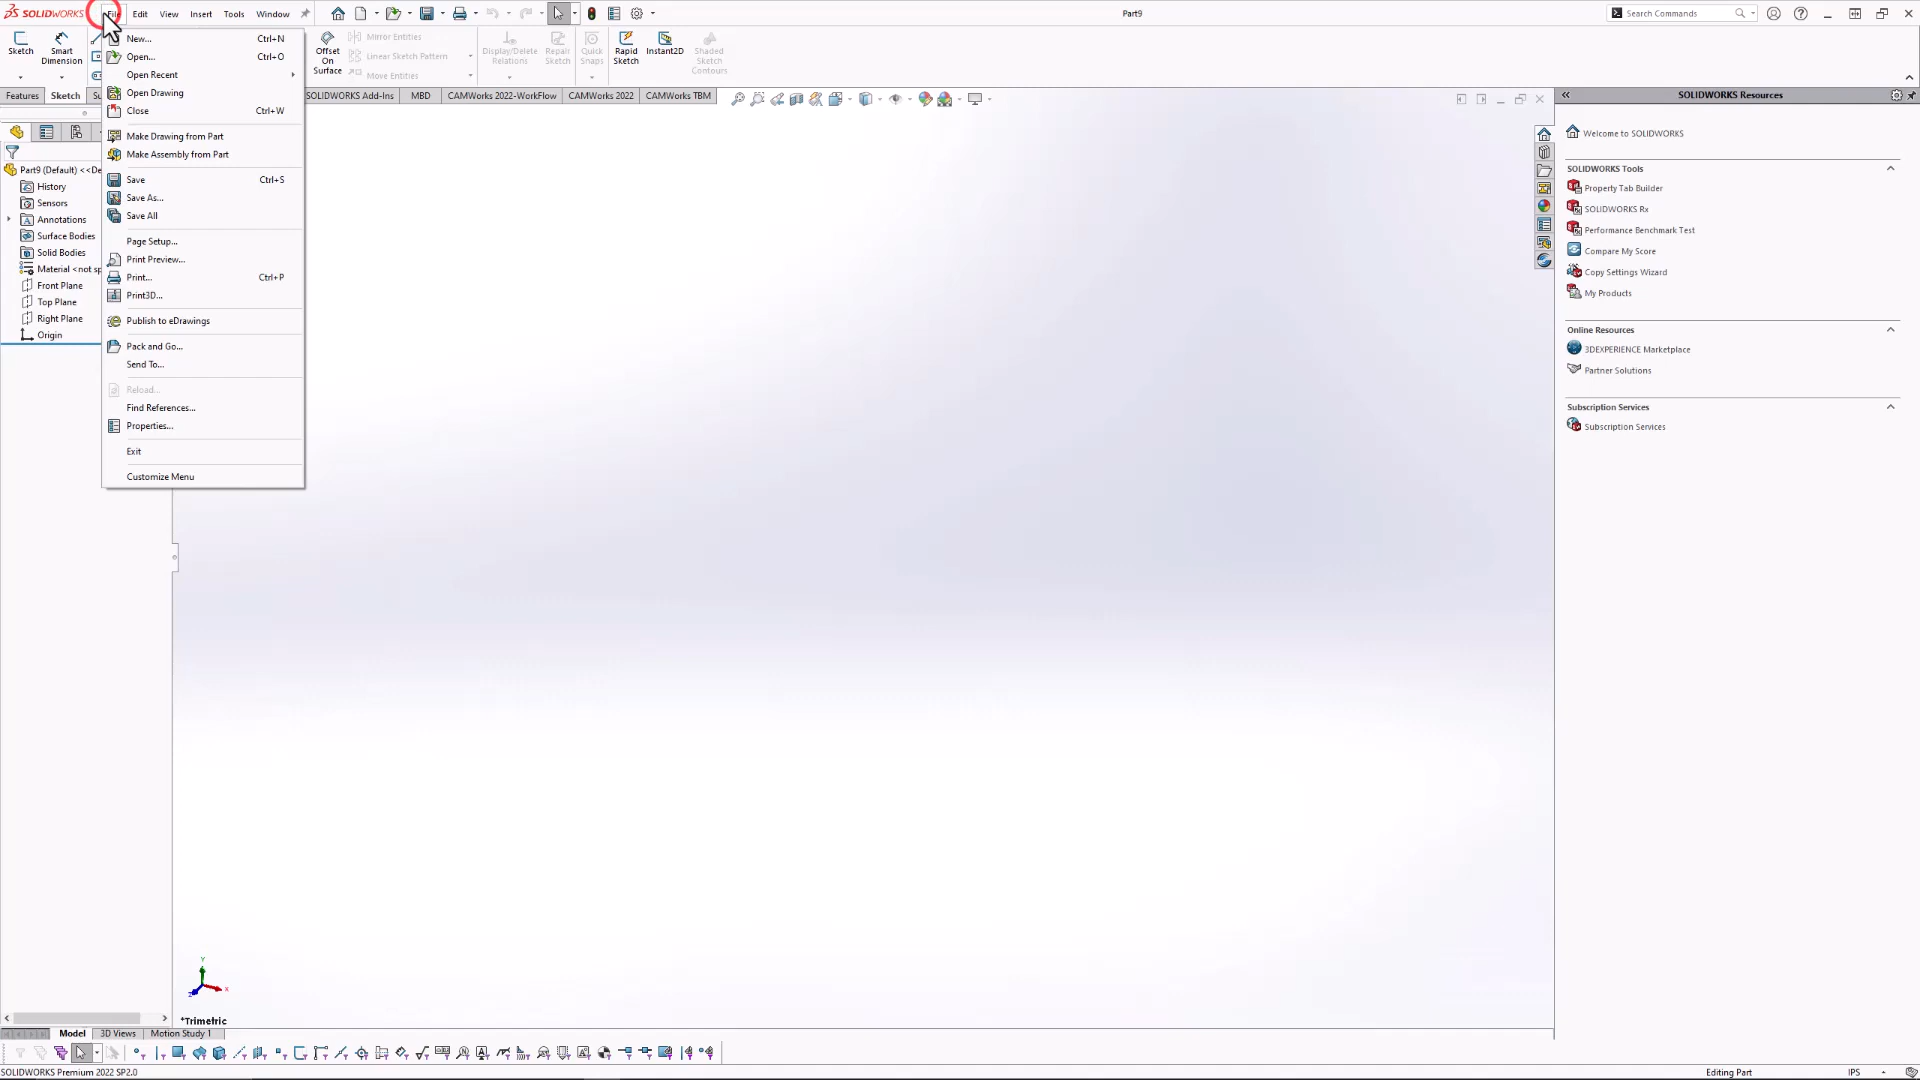 SOLIDWORKS File Edit View Insert Tools Window Part9 Search Commands
Sketch
Smart Dimension
Offset On Surface
Mirror Entities
Linear Sketch Pattern
Move Entities
Display/Delete Relations
Repair Sketch
Quick Snaps
Rapid Sketch
Instant2D
Shaded Sketch Contours
Features Sketch SOLIDWORKS Add-Ins MBD CAMWorks 2022-WorkFlow CAMWorks 2022 CAMWorks TBM
New... Ctrl+N
Open... Ctrl+O
Open Recent
Open Drawing
Close Ctrl+W
Make Drawing from Part
Make Assembly from Part
Save Ctrl+S
Save As...
Save All
Page Setup...
Print Preview...
Print... Ctrl+P
Print3D...
Publish to eDrawings
Pack and Go...
Send To...
Reload...
Find References...
Properties...
Exit
Customize Menu
Part9 (Default) <<De
History
Sensors
Annotations
Surface Bodies
Solid Bodies
Material <not sp
Front Plane
Top Plane
Right Plane
Origin
SOLIDWORKS Resources
Welcome to SOLIDWORKS
SOLIDWORKS Tools
Property Tab Builder
SOLIDWORKS Rx
Performance Benchmark Test
Compare My Score
Copy Settings Wizard
My Products
Online Resources
3DEXPERIENCE Marketplace
Partner Solutions
Subscription Services
Subscription Services
Y
X
Z
*Trimetric
Model 3D Views Motion Study 1
SOLIDWORKS Premium 2022 SP2.0 Editing Part IPS